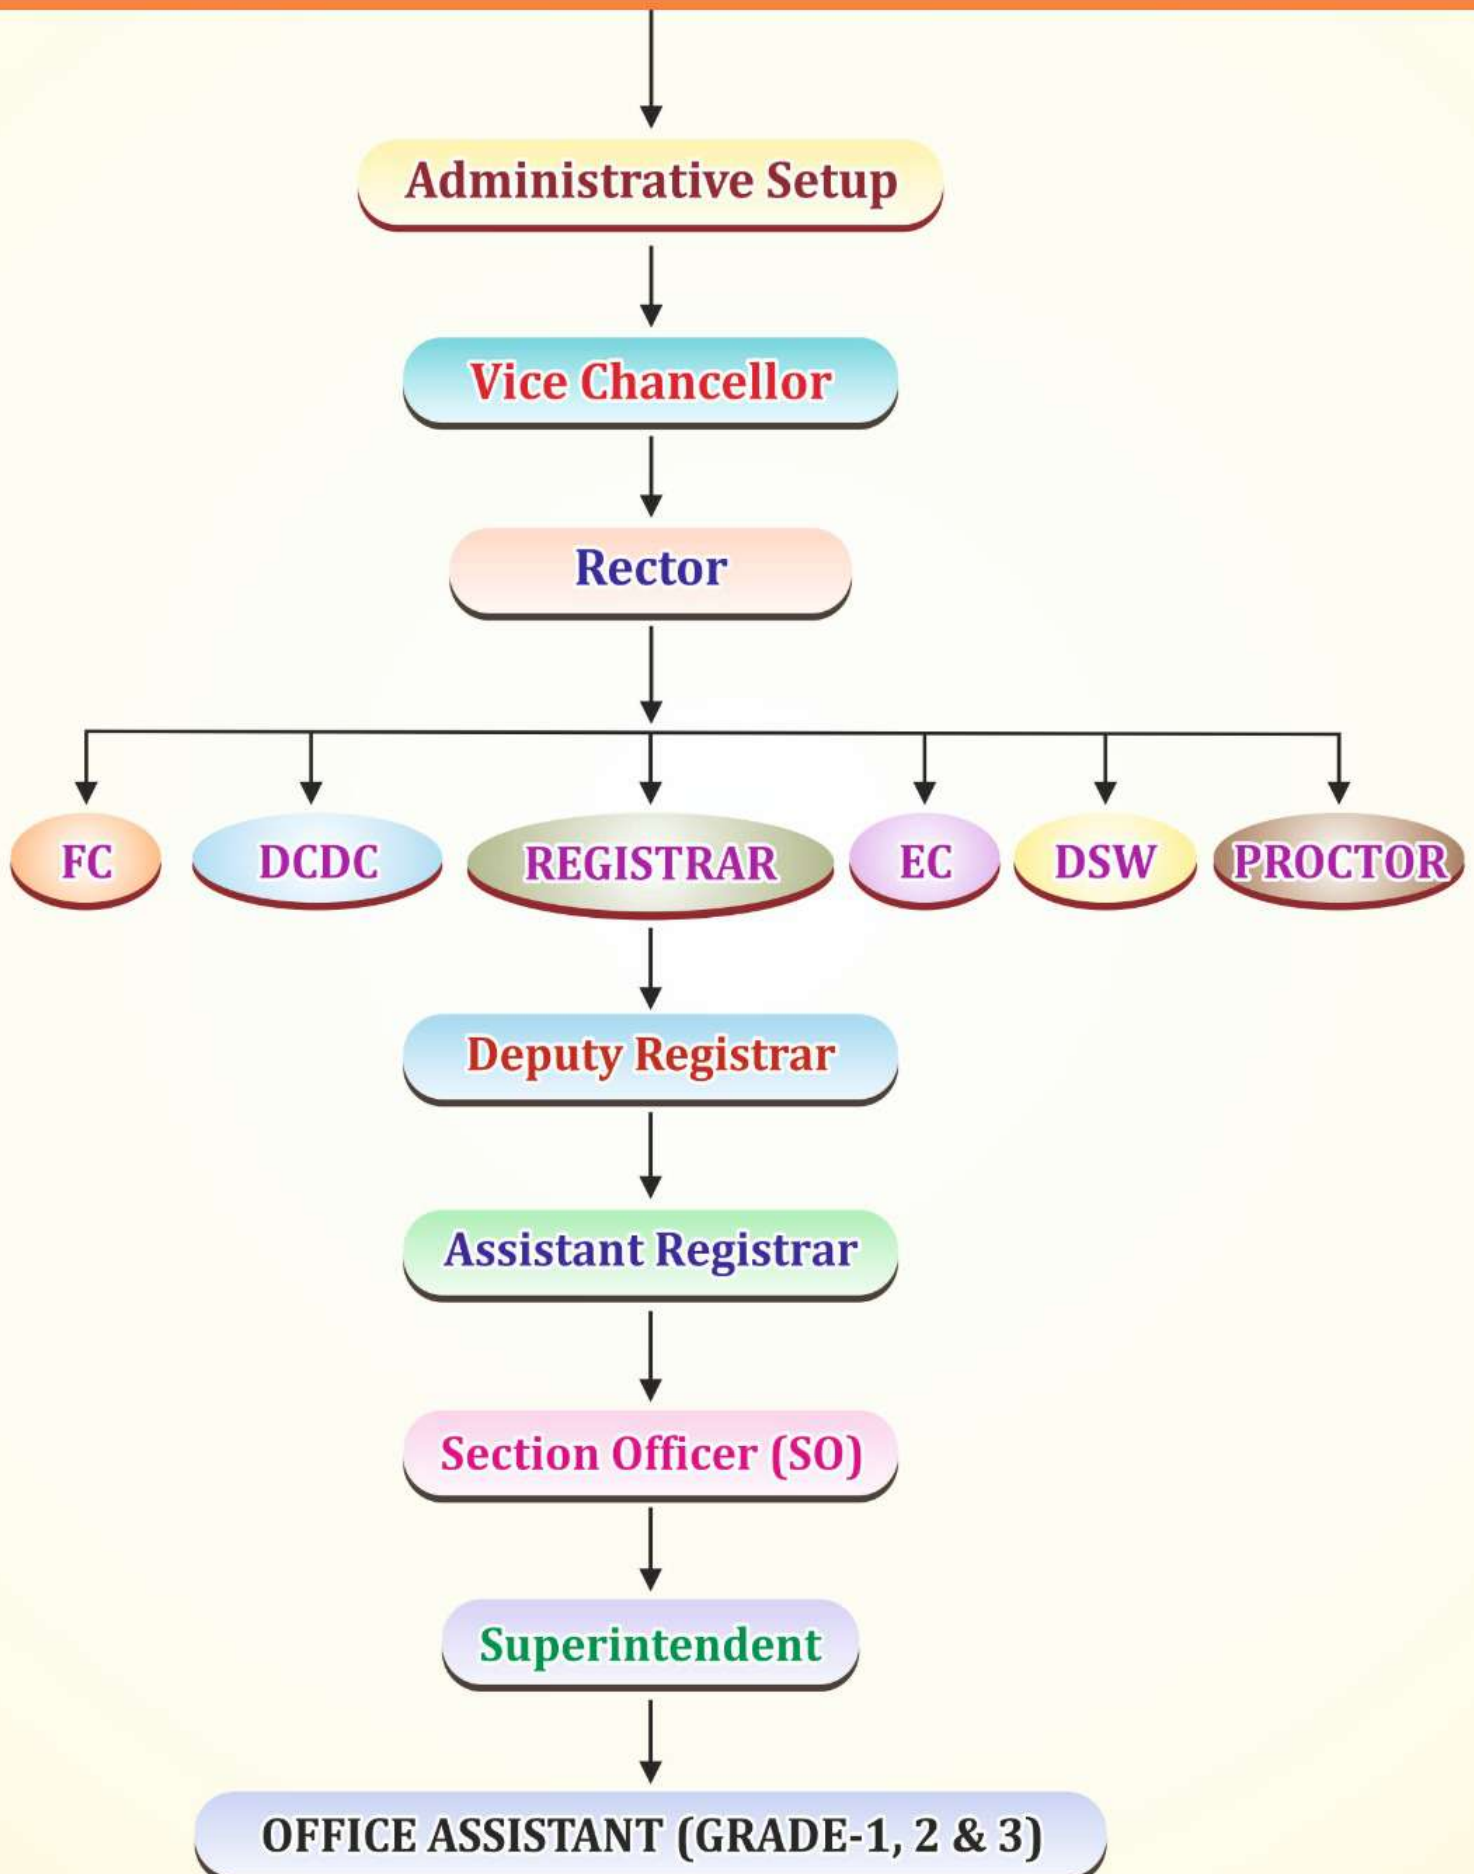 Administrative Setup
Vice Chancellor
Rector
FC DCDC REGISTRAR EC DSW PROCTOR
Deputy Registrar
Assistant Registrar
Section Officer (SO)
Superintendent
OFFICE ASSISTANT (GRADE-1, 2 & 3)